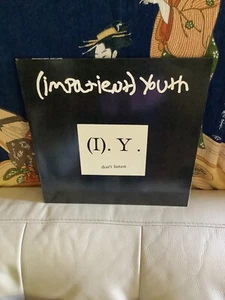 (impatient) Youth
(I). Y.
don't listen